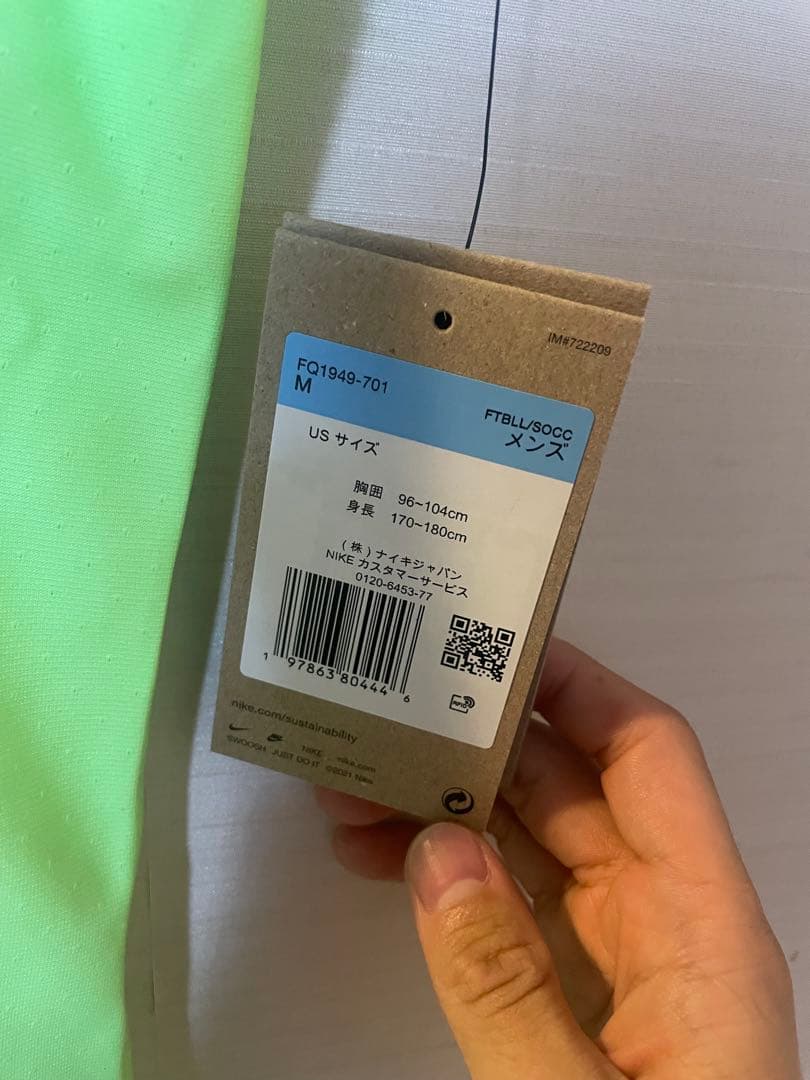 IM#722209
FQ1949-701
M
FTBLL/SOCC
メンズ
US サイズ
胸囲 96~104cm
身長 170~180cm
(株)ナイキジャパン
NIKE カスタマーサービス
0120-6453-77
1 97863 80444 6
RFID
nike.com/sustainability
NIKE nike.com
SWOOSH JUST DO IT ©2021 Nike